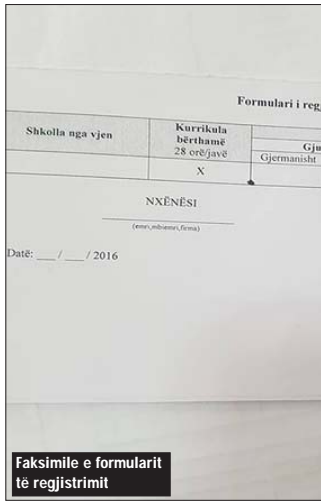 Formulari i reg
Shkolla nga vjen
Kurrikula
bërthamë
28 orë/javë
Gju
Gjermanisht
X
NXËNËSI
(emri,mbiemri,firma)
Datë: ___ / ___ / 2016
Faksimile e formularit
të regjistrimit